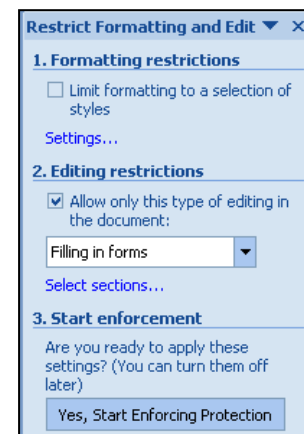 Restrict Formatting and Edit
1. Formatting restrictions
Limit formatting to a selection of
styles
Settings...
2. Editing restrictions
Allow only this type of editing in
the document:
Filling in forms
Select sections...
3. Start enforcement
Are you ready to apply these
settings? (You can turn them off
later)
Yes, Start Enforcing Protection